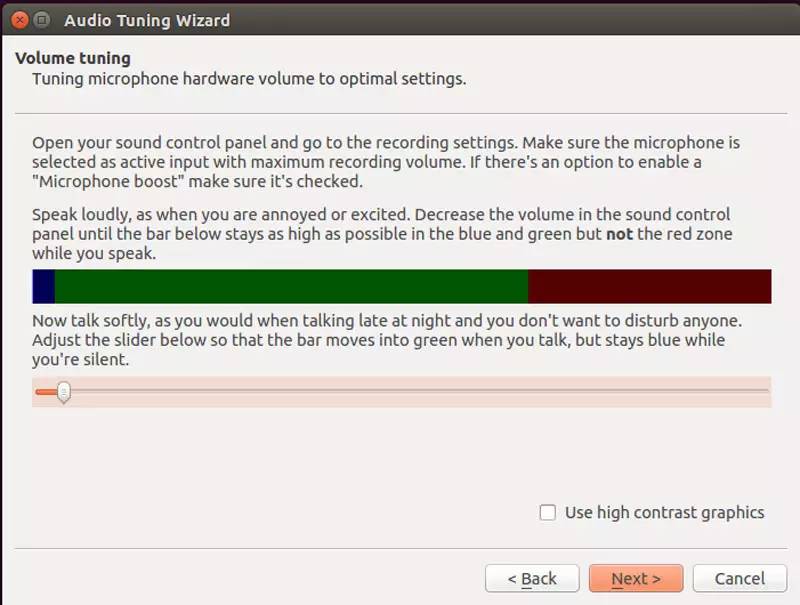 Audio Tuning Wizard
Volume tuning
Tuning microphone hardware volume to optimal settings.
Open your sound control panel and go to the recording settings. Make sure the microphone is
selected as active input with maximum recording volume. If there's an option to enable a
"Microphone boost" make sure it's checked.
Speak loudly, as when you are annoyed or excited. Decrease the volume in the sound control
panel until the bar below stays as high as possible in the blue and green but not the red zone
while you speak.
Now talk softly, as you would when talking late at night and you don't want to disturb anyone.
Adjust the slider below so that the bar moves into green when you talk, but stays blue while
you're silent.
Use high contrast graphics
< Back
Next >
Cancel